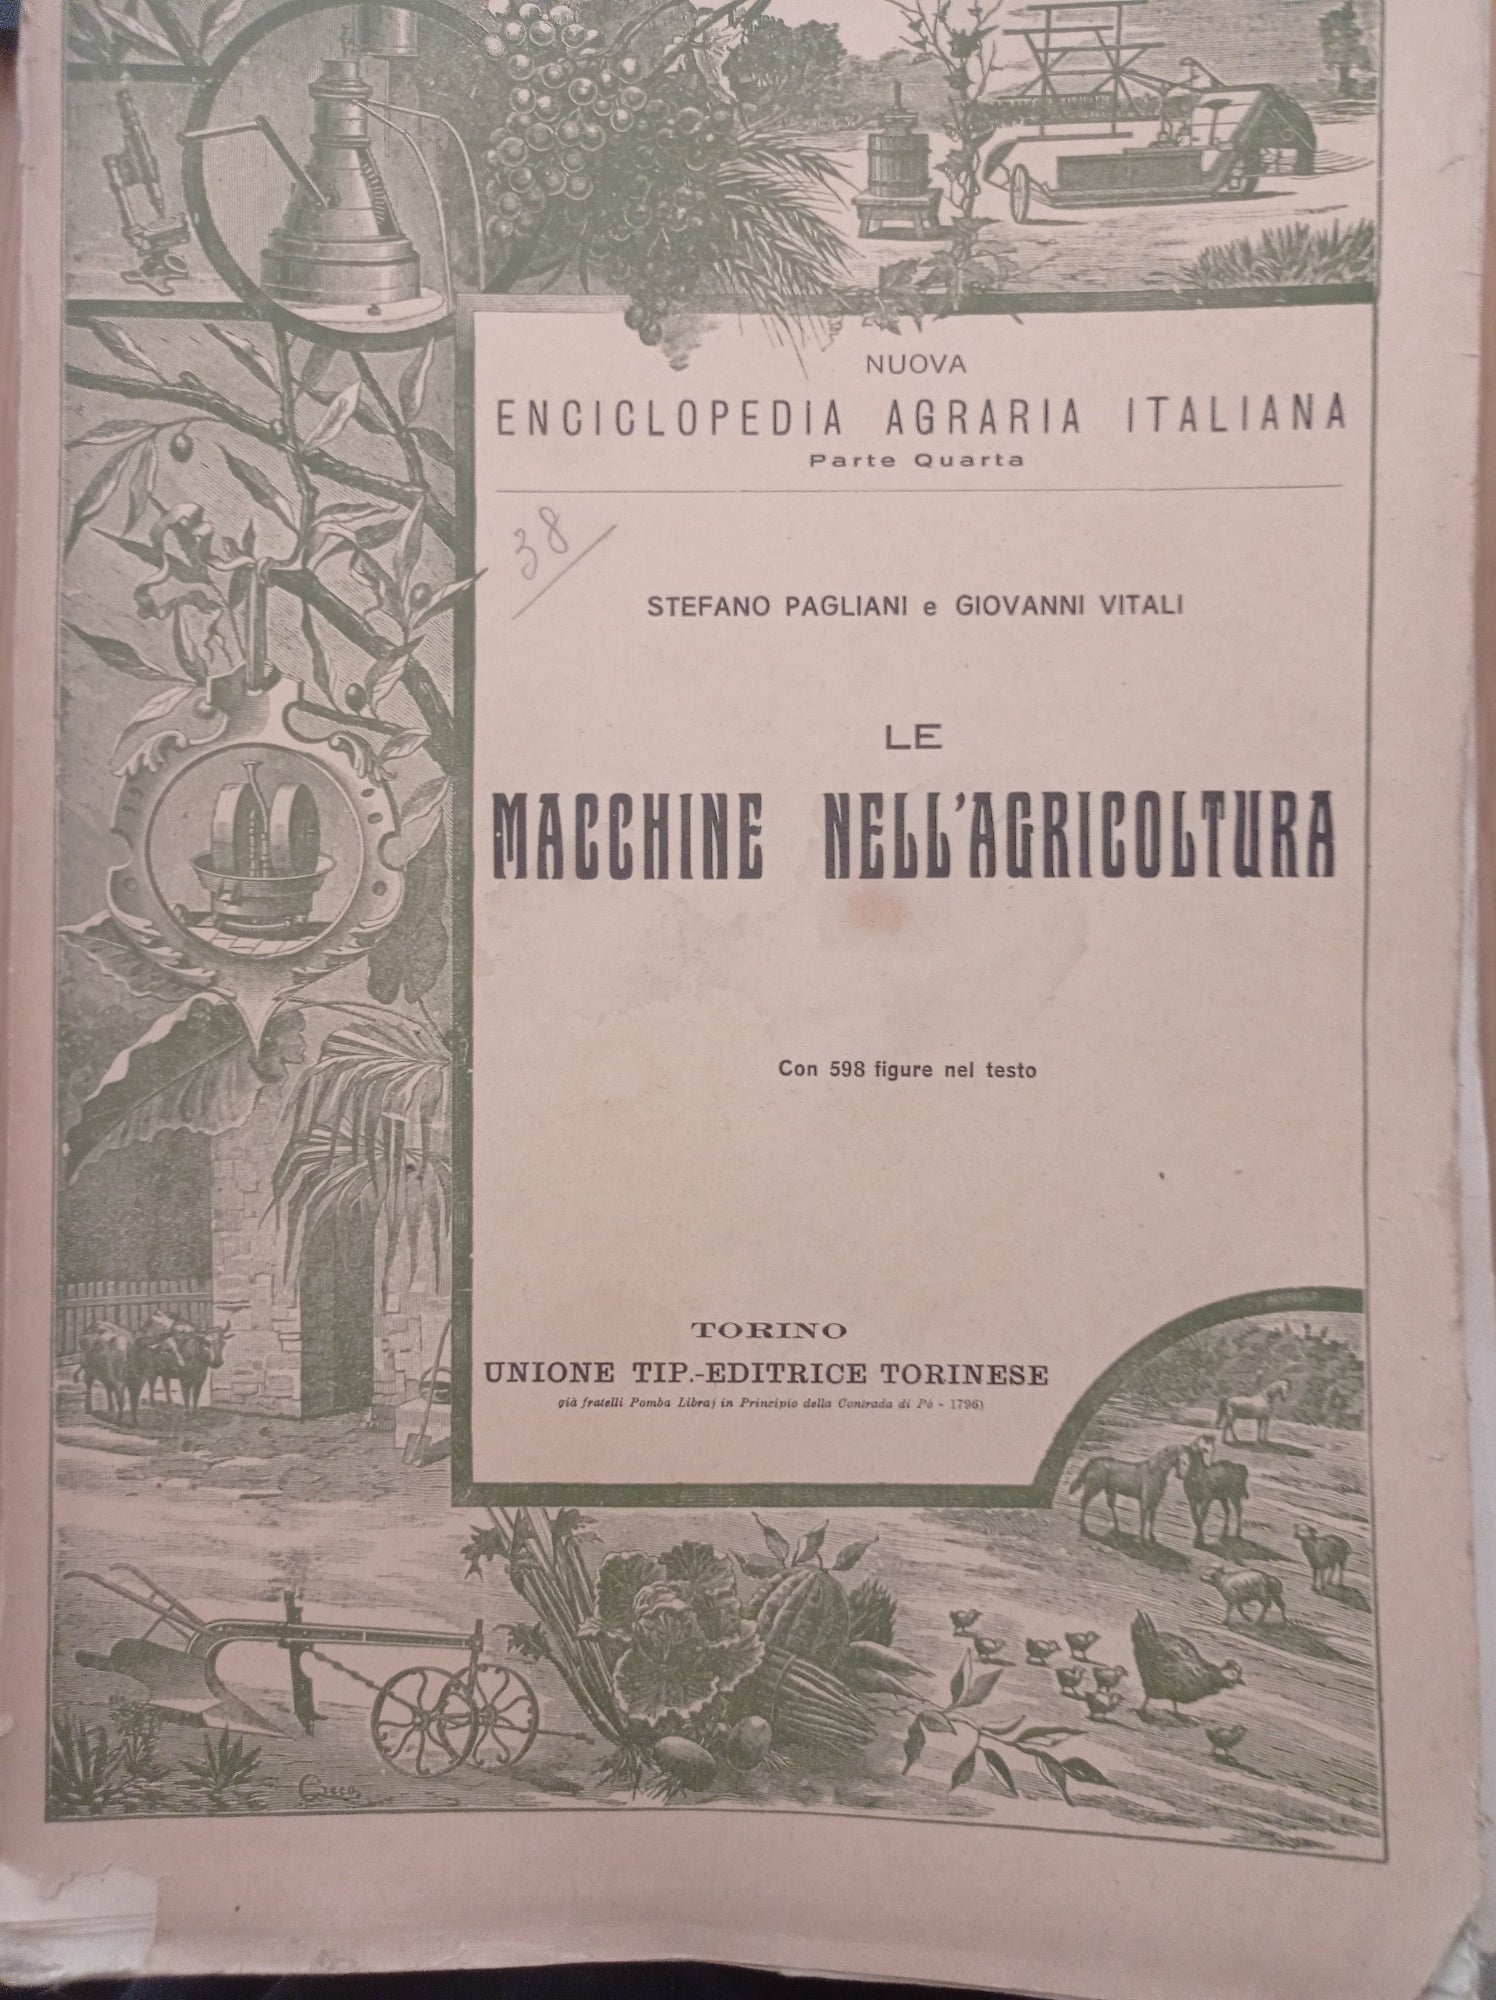 NUOVA
ENCICLOPEDIA AGRARIA ITALIANA
Parte Quarta
38
STEFANO PAGLIANI e GIOVANNI VITALI
LE
MACCHINE NELL'AGRICOLTURA
Con 598 figure nel testo
TORINO
UNIONE TIP.-EDITRICE TORINESE
già fratelli Pomba Libraj in Principio della Contrada di Pó - 1796)